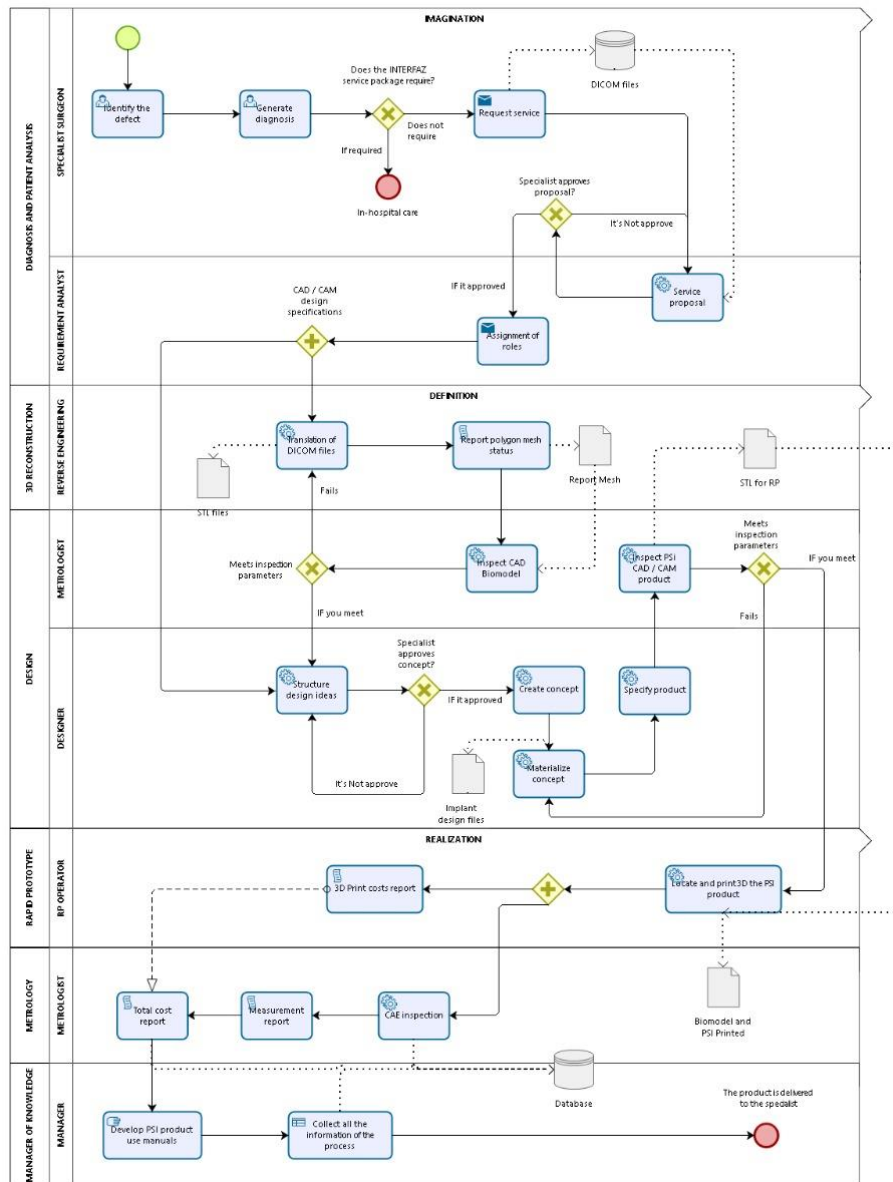 IMAGINATION
DIAGNOSIS AND PATIENT ANALYSIS
SPECIALIST SURGEON
Identify the
defect
Generate
diagnosis
Does the INTERFAZ
service package require?
Does not
require
If required
In-hospital care
Request service
DICOM files
Specialist approves
proposal?
It's Not approve
IF it approved
REQUIREMENT ANALYST
CAD / CAM
design
specifications
Assignment of
roles
Service
proposal
DEFINITION
3D RECONSTRUCTION
REVERSE ENGINEERING
Translation of
DICOM files
Report polygon mesh
status
STL files
Fails
Report Mesh
STL for RP
DESIGN
METROLOGIST
Meets inspection
parameters
IF you meet
Inspect CAD
Biomodel
Inspect PSi
CAD / CAM
product
Meets
inspection
parameters
IF you meet
Fails
DESIGNER
Structure
design ideas
Specialist
approves
concept?
IF it approved
It's Not approve
Create concept
Materialize
concept
Implant
design files
Specify product
REALIZATION
RAPID PROTOTYPE
RP OPERATOR
3D Print costs report
Locate and print3D the PSI
product
METROLOGY
METROLOGIST
Total cost
report
Measurement
report
CAE inspection
Biomodel and
PSI Printed
MANAGER OF KNOWLEDGE
MANAGER
Develop PSI product
use manuals
Collect all the
information of the
process
Database
The product is delivered
to the specialist